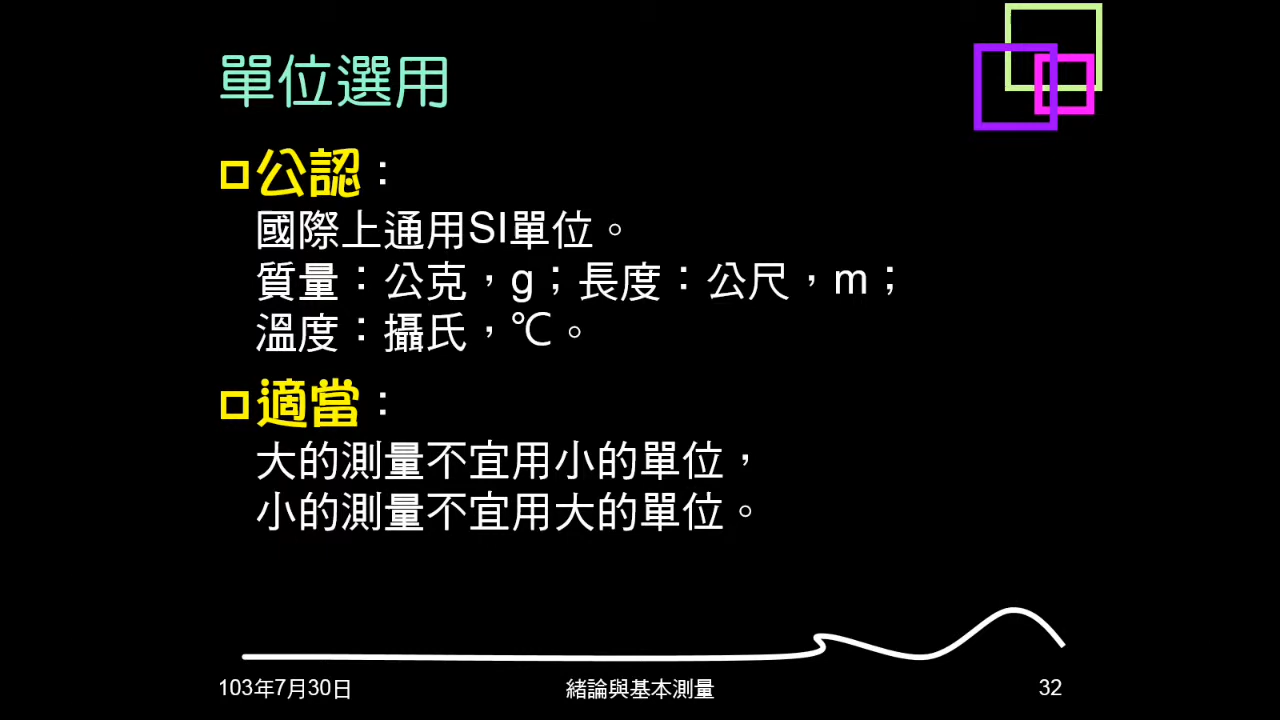 單位選用
公認：
國際上通用SI單位。
質量：公克，g；長度：公尺，m；
溫度：攝氏，℃。
適當：
大的測量不宜用小的單位，
小的測量不宜用大的單位。
103年7月30日
緒論與基本測量
32